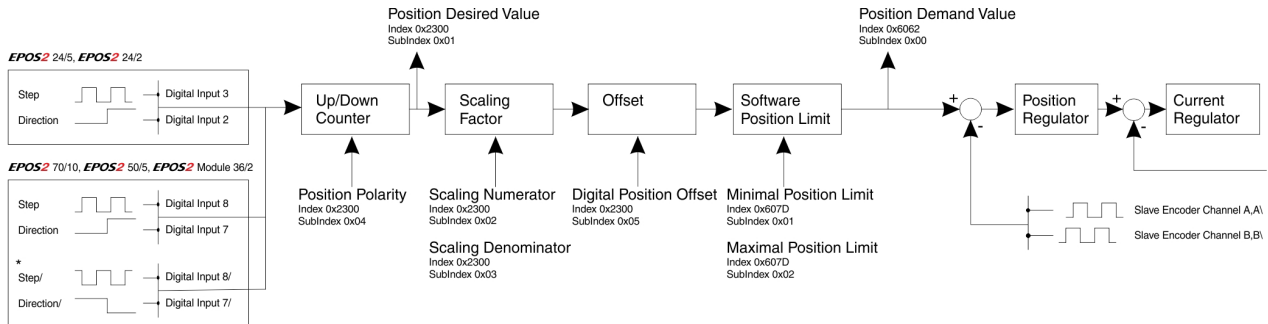 Position Desired Value
Index 0x2300
SubIndex 0x01
Position Demand Value
Index 0x6062
SubIndex 0x00
EPOS2 24/5, EPOS2 24/2
Step
Digital Input 3
Direction
Digital Input 2
Up/Down
Counter
Scaling
Factor
Offset
Software
Position Limit
+
-
Position
Regulator
+
-
Current
Regulator
EPOS2 70/10, EPOS2 50/5, EPOS2 Module 36/2
Step
Digital Input 8
Direction
Digital Input 7
*
Step/
Digital Input 8/
Direction/
Digital Input 7/
Position Polarity
Index 0x2300
SubIndex 0x04
Scaling Numerator
Index 0x2300
SubIndex 0x02
Scaling Denominator
Index 0x2300
SubIndex 0x03
Digital Position Offset
Index 0x2300
SubIndex 0x05
Minimal Position Limit
Index 0x607D
SubIndex 0x01
Maximal Position Limit
Index 0x607D
SubIndex 0x02
Slave Encoder Channel A,A\
Slave Encoder Channel B,B\